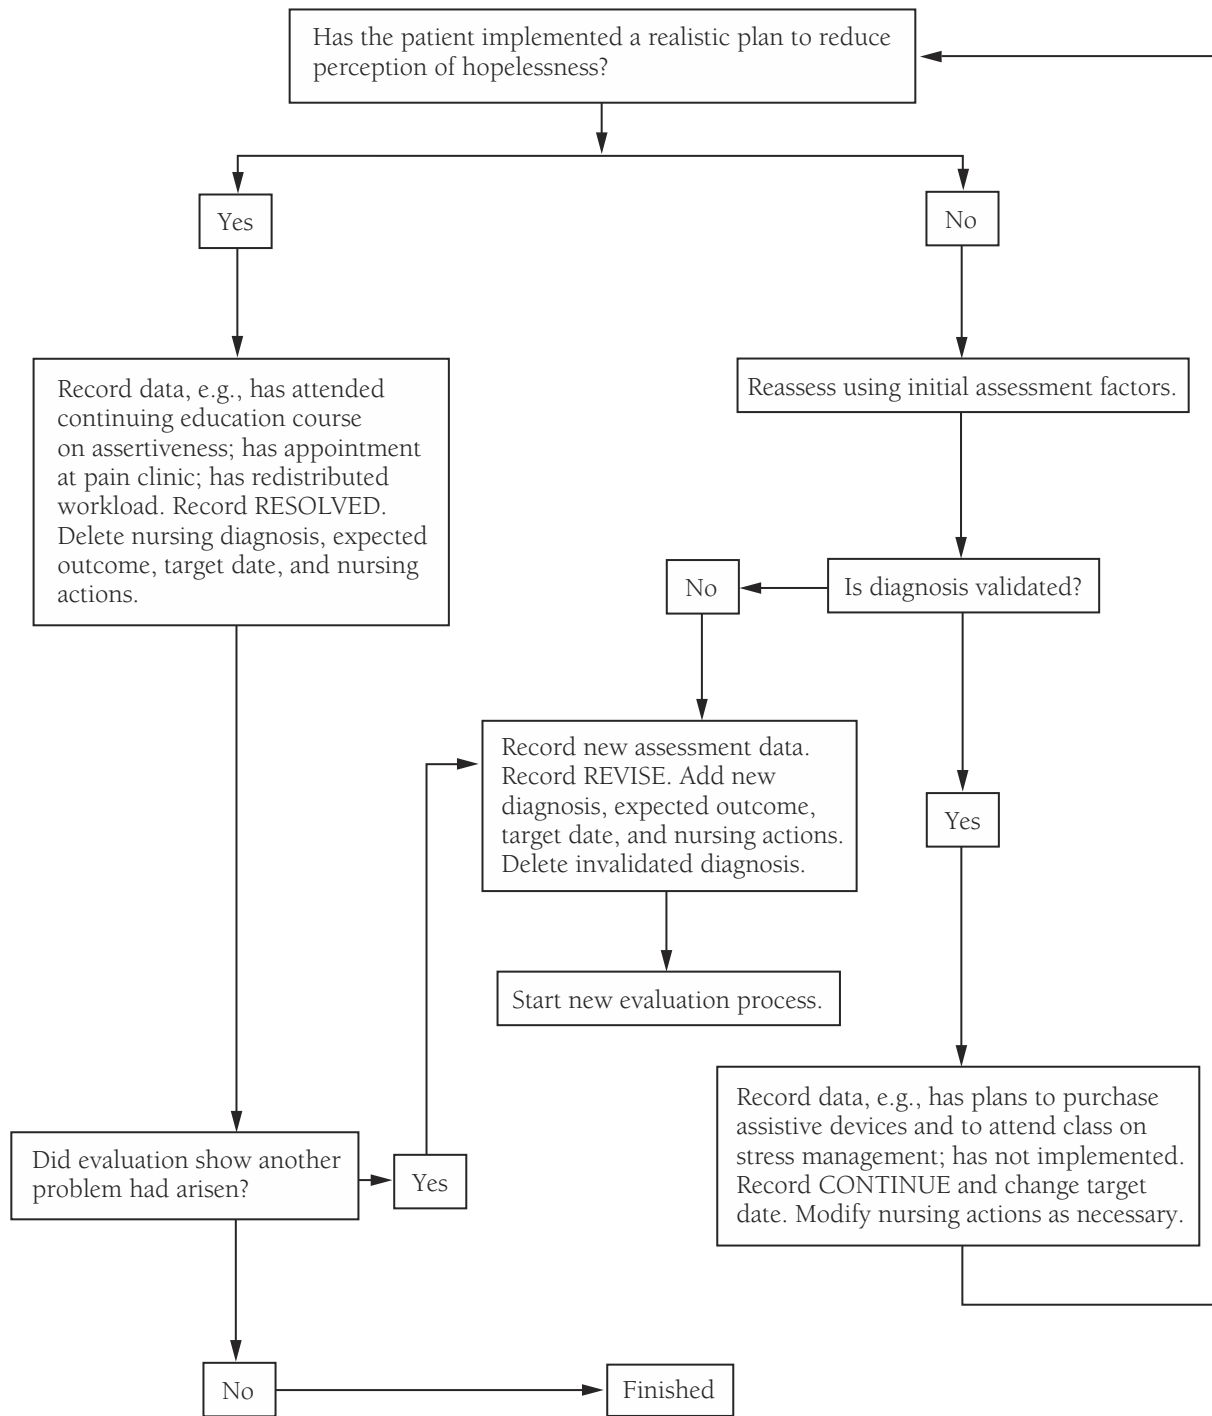 Has the patient implemented a realistic plan to reduce
perception of hopelessness?
Yes
No
Record data, e.g., has attended
continuing education course
on assertiveness; has appointment
at pain clinic; has redistributed
workload. Record RESOLVED.
Delete nursing diagnosis, expected
outcome, target date, and nursing
actions.
Reassess using initial assessment factors.
No
Is diagnosis validated?
Record new assessment data.
Record REVISE. Add new
diagnosis, expected outcome,
target date, and nursing actions.
Delete invalidated diagnosis.
Yes
Start new evaluation process.
Record data, e.g., has plans to purchase
assistive devices and to attend class on
stress management; has not implemented.
Record CONTINUE and change target
date. Modify nursing actions as necessary.
Did evaluation show another
problem had arisen?
Yes
No
Finished